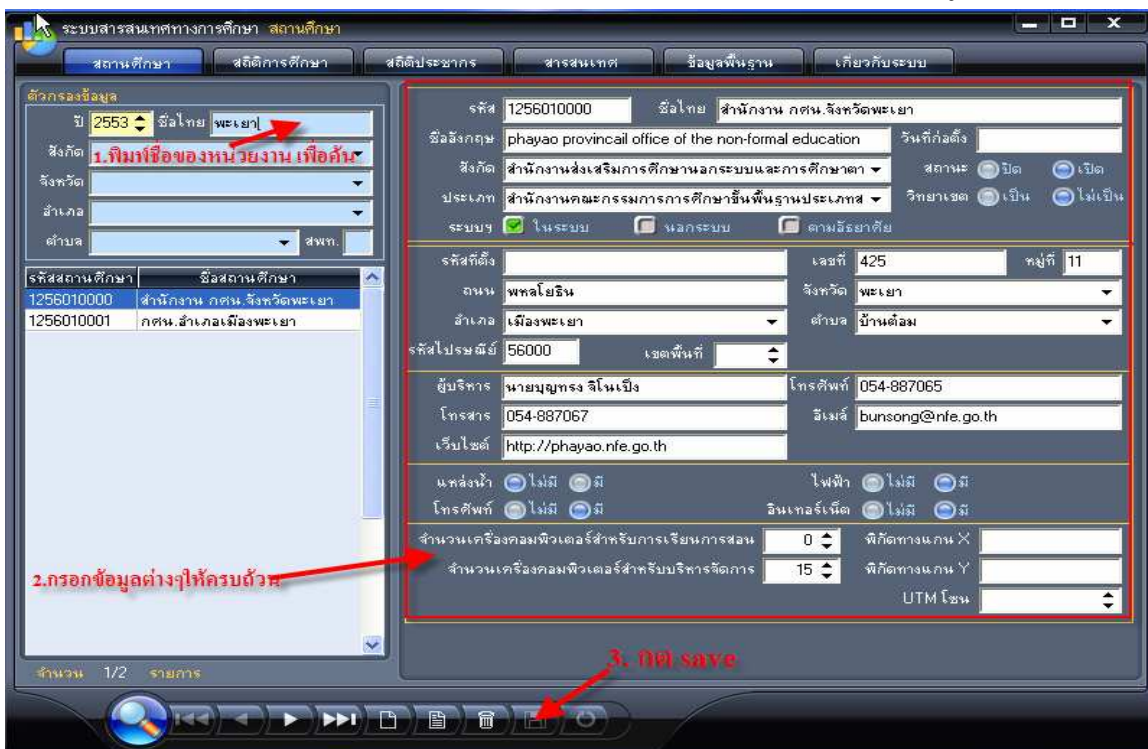 ระบบสารสนเทศทางการศึกษา สถานศึกษา
สถานศึกษา สถิติการศึกษา สถิติประชากร สารสนเทศ ข้อมูลพื้นฐาน เกี่ยวกับระบบ
ตัวกรองข้อมูล
ปี 2553 ชื่อไทย พะเยา
สังกัด 1.พิมพ์ชื่อของหน่วยงาน เพื่อค้น
จังหวัด
อำเภอ
ตำบล สพท.
รหัสสถานศึกษา ชื่อสถานศึกษา
1256010000 สำนักงาน กศน.จังหวัดพะเยา
1256010001 กศน.อำเภอเมืองพะเยา
2.กรอกข้อมูลต่างๆให้ครบถ้วน
จำนวน 1/2 รายการ
รหัส 1256010000 ชื่อไทย สำนักงาน กศน.จังหวัดพะเยา
ชื่ออังกฤษ phayao provincail office of the non-formal education วันที่ก่อตั้ง
สังกัด สำนักงานส่งเสริมการศึกษานอกระบบและการศึกษาตา สถานะ ปิด เปิด
ประเภท สำนักงานคณะกรรมการการศึกษาขั้นพื้นฐานประเภทส วิทยาเขต เป็น ไม่เป็น
ระบบฯ ในระบบ นอกระบบ ตามอัธยาศัย
รหัสที่ตั้ง เลขที่ 425 หมู่ที่ 11
ถนน พหลโยธิน จังหวัด พะเยา
อำเภอ เมืองพะเยา ตำบล บ้านต๋อม
รหัสไปรษณีย์ 56000 เขตพื้นที่
ผู้บริหาร นายบุญทรง จิโนเป็ง โทรศัพท์ 054-887065
โทรสาร 054-887067 อีเมล์ bunsong@nfe.go.th
เว็บไซต์ http://phayao.nfe.go.th
แหล่งน้ำ ไม่มี มี ไฟฟ้า ไม่มี มี
โทรศัพท์ ไม่มี มี อินเทอร์เน็ต ไม่มี มี
จำนวนเครื่องคอมพิวเตอร์สำหรับการเรียนการสอน 0 พิกัดทางแกน X
จำนวนเครื่องคอมพิวเตอร์สำหรับบริหารจัดการ 15 พิกัดทางแกน Y
UTM โซน
3. กด save